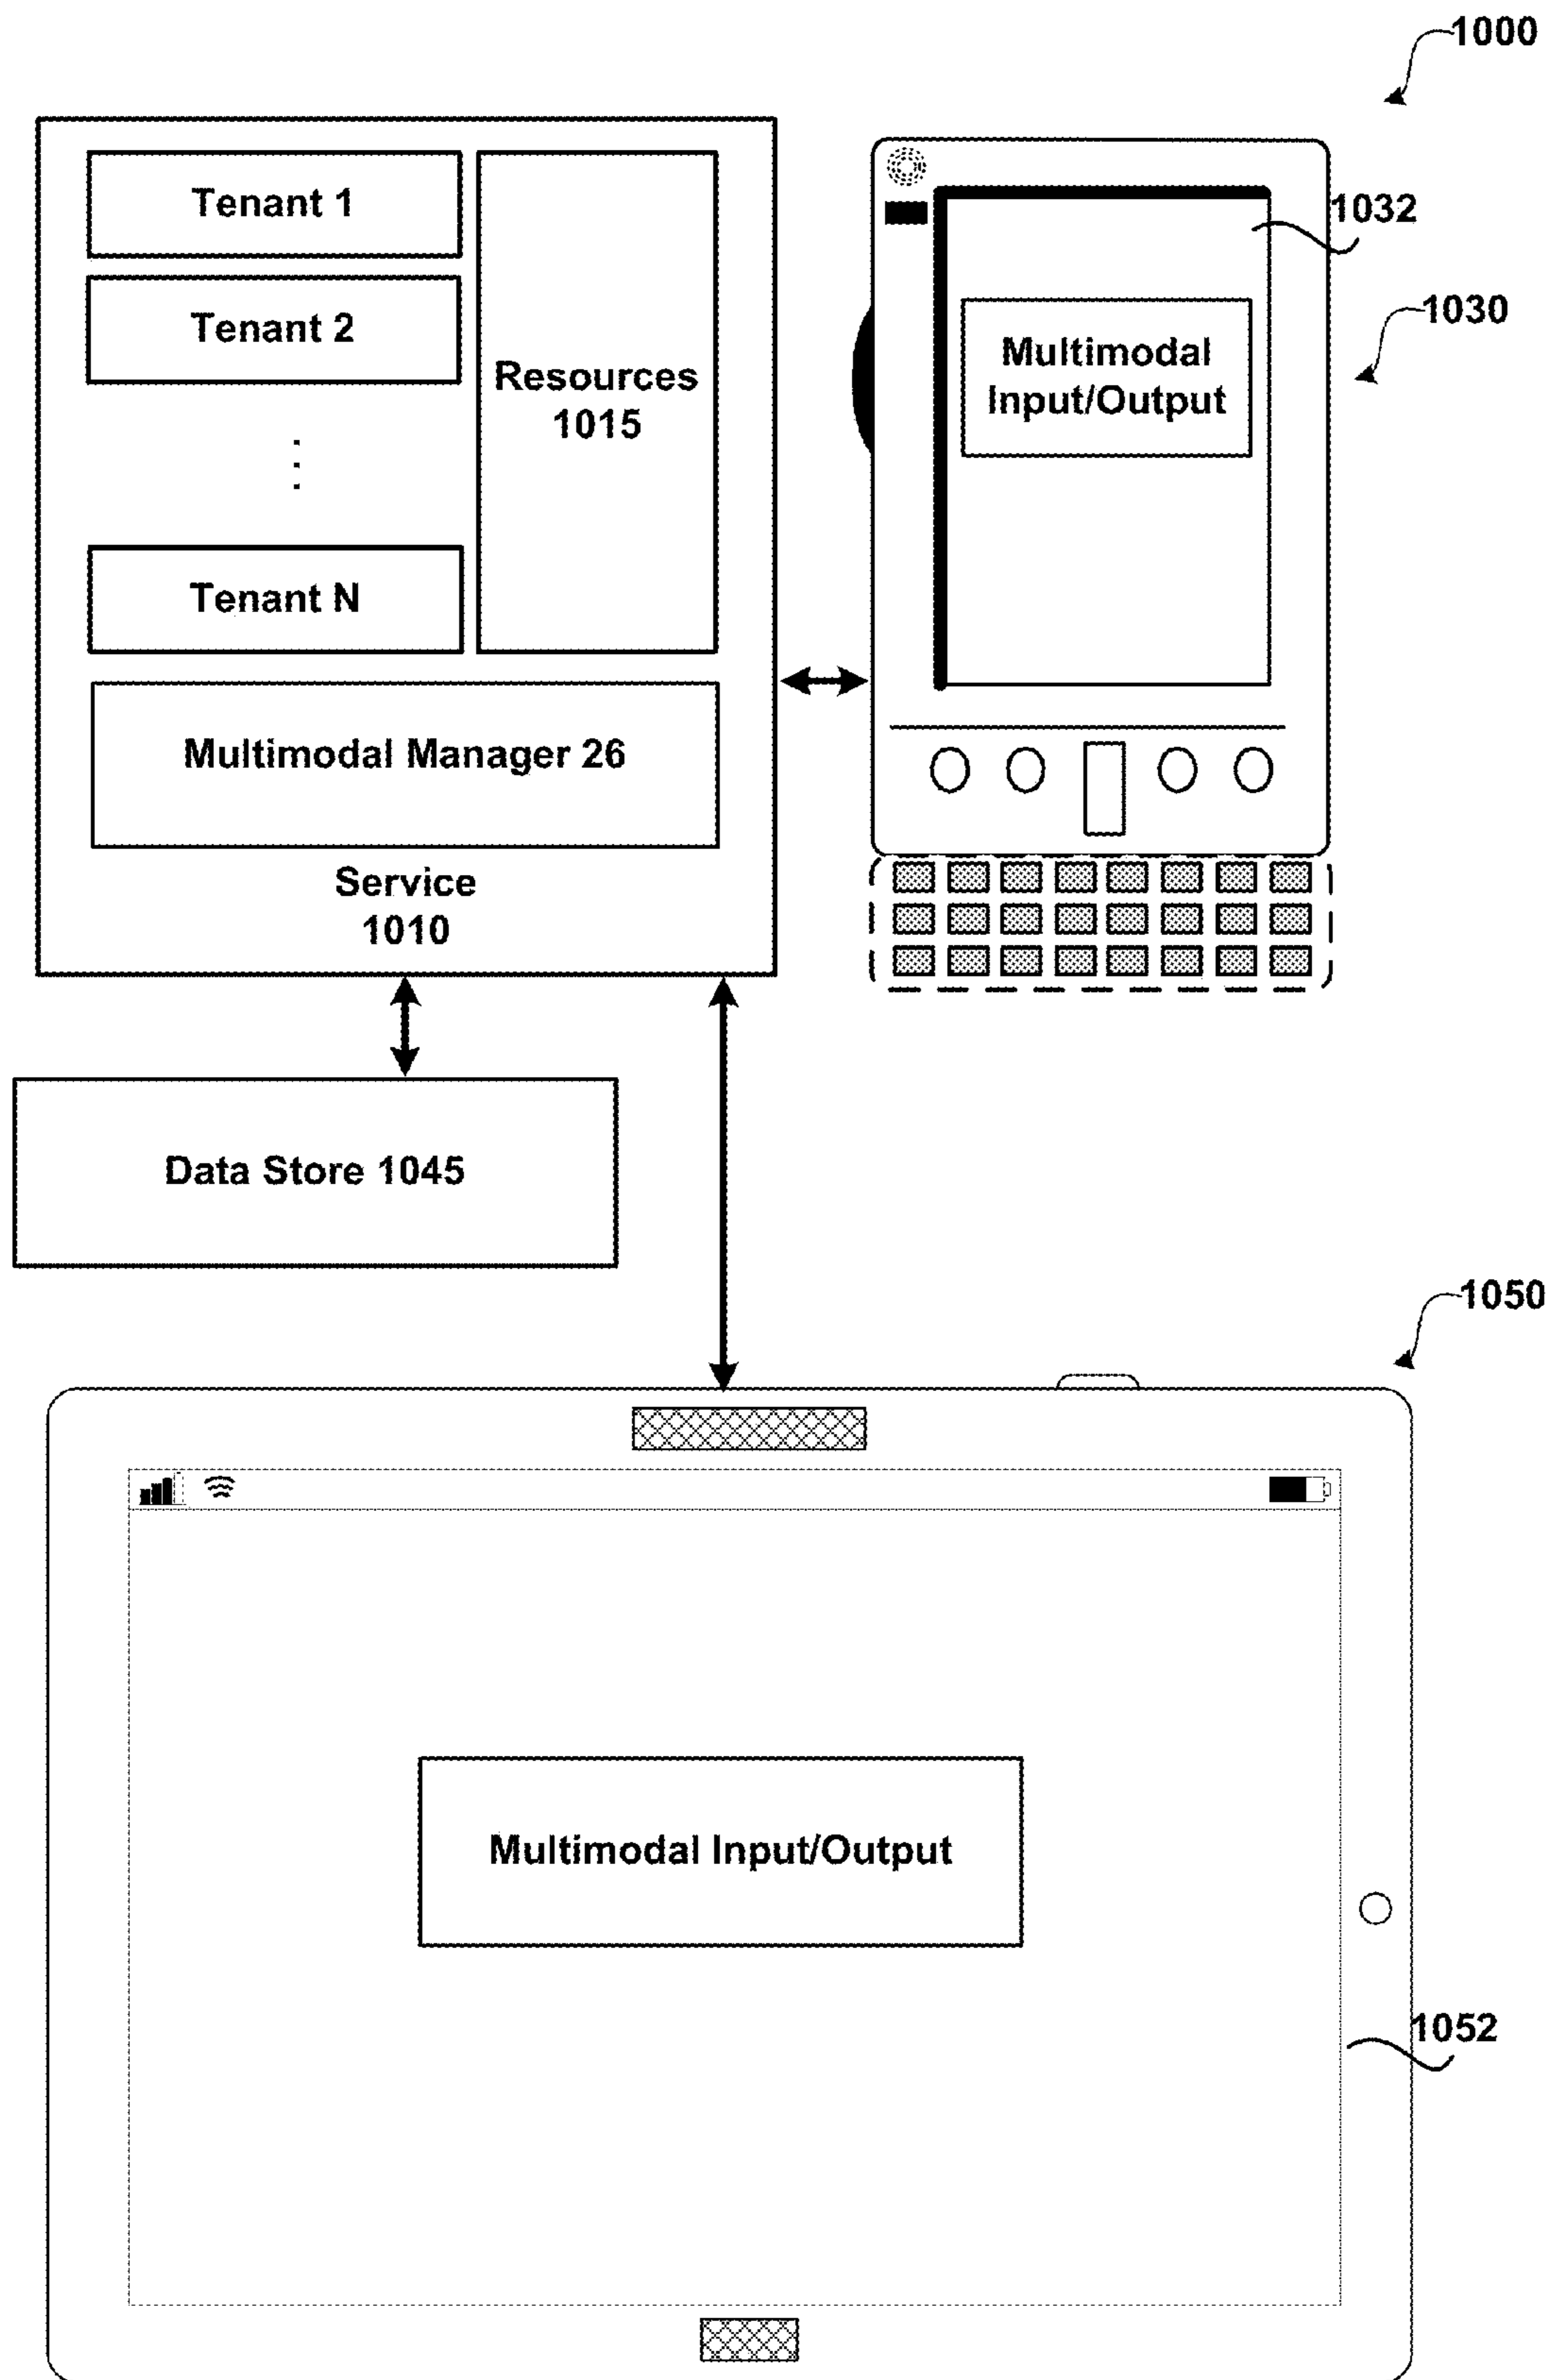 1000
Tenant 1
Tenant 2
Tenant N
Resources
1015
Multimodal Manager 26
Service
1010
1032
1030
Multimodal
Input/Output
Data Store 1045
1050
Multimodal Input/Output
1052